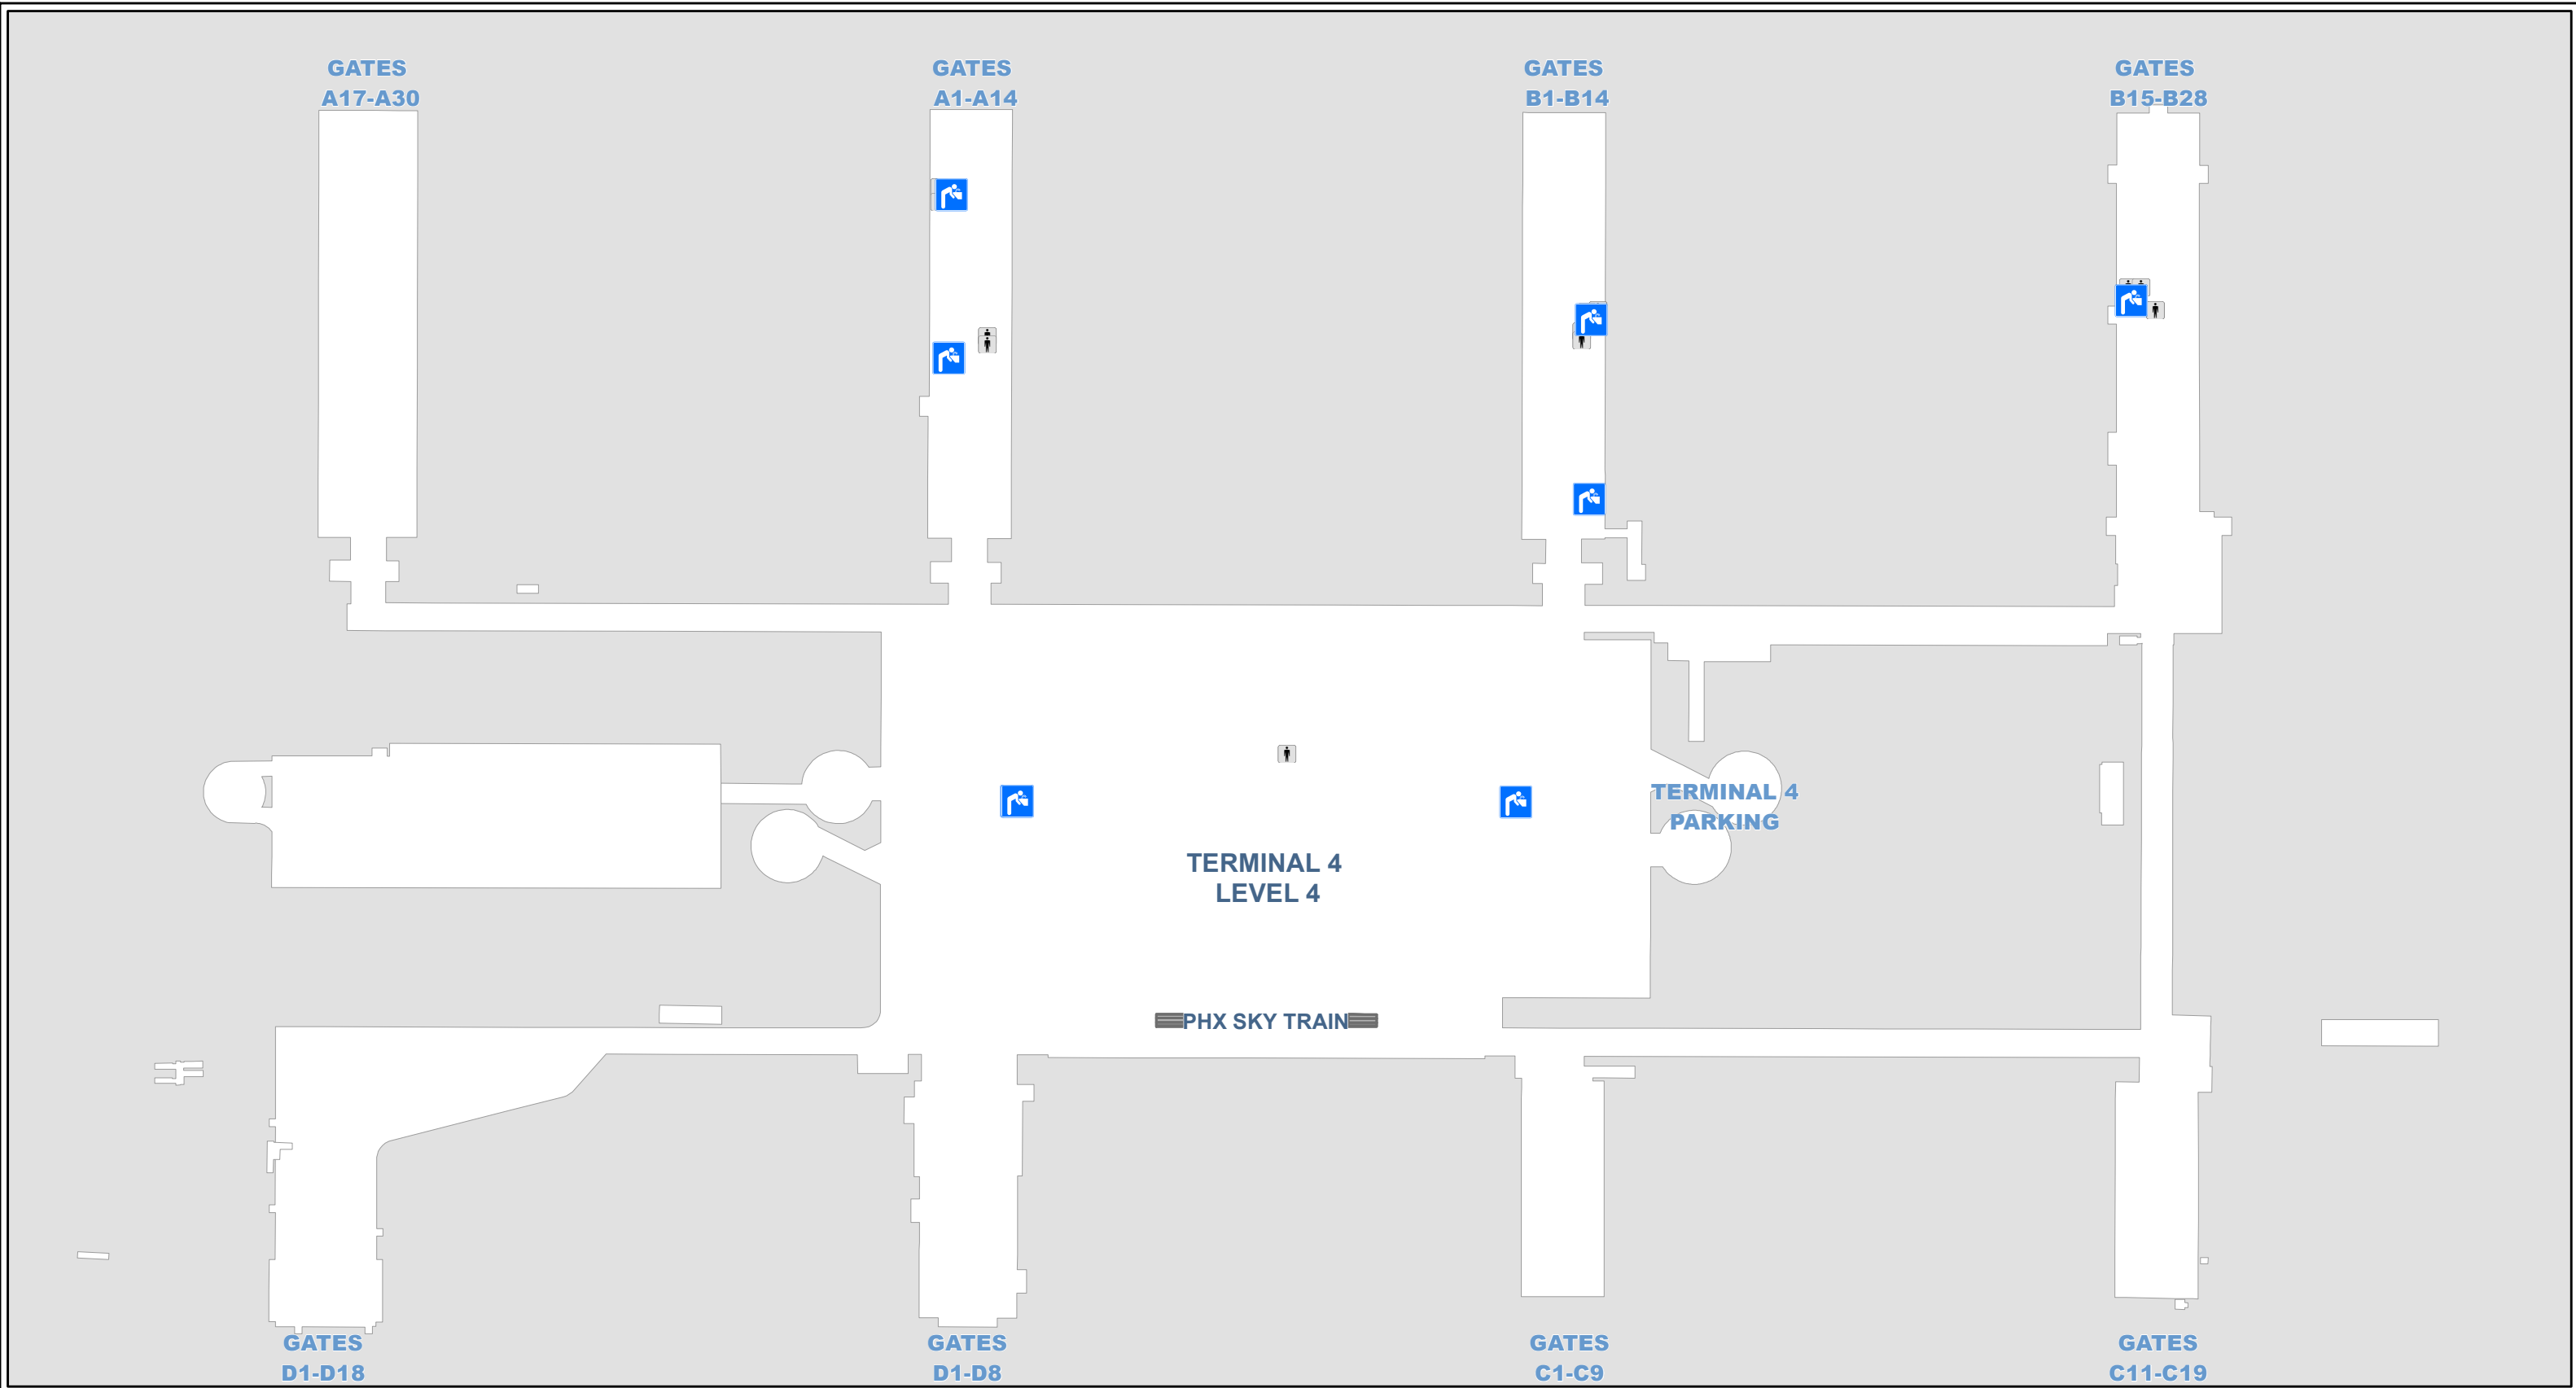 GATES
A17-A30
GATES
A1-A14
GATES
B1-B14
GATES
B15-B28
TERMINAL 4
PARKING
TERMINAL 4
LEVEL 4
PHX SKY TRAIN
GATES
D1-D18
GATES
D1-D8
GATES
C1-C9
GATES
C11-C19